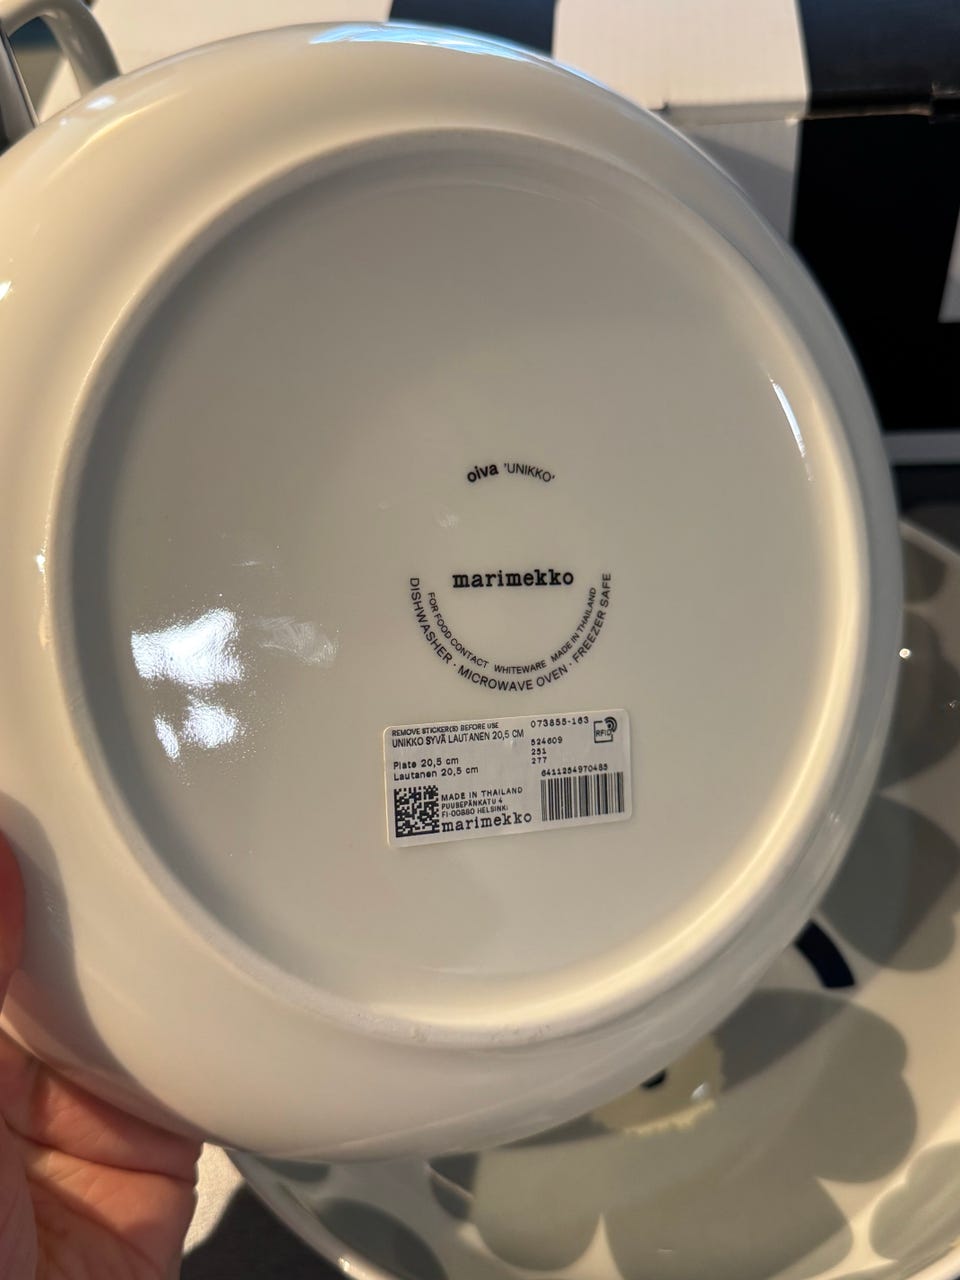 oiva 'UNIKKO'
marimekko
FOR FOOD CONTACT WHITEWARE MADE IN THAILAND
DISHWASHER · MICROWAVE OVEN · FREEZER SAFE
REMOVE STICKER(S) BEFORE USE
UNIKKO SYVÄ LAUTANEN 20,5 CM
073855-163
RFID
524609
251
277
Plate 20,5 cm
Lautanen 20,5 cm
6411254970485
MADE IN THAILAND
PUUSEPÄNKATU 4
FI-00880 HELSINKI
marimekko